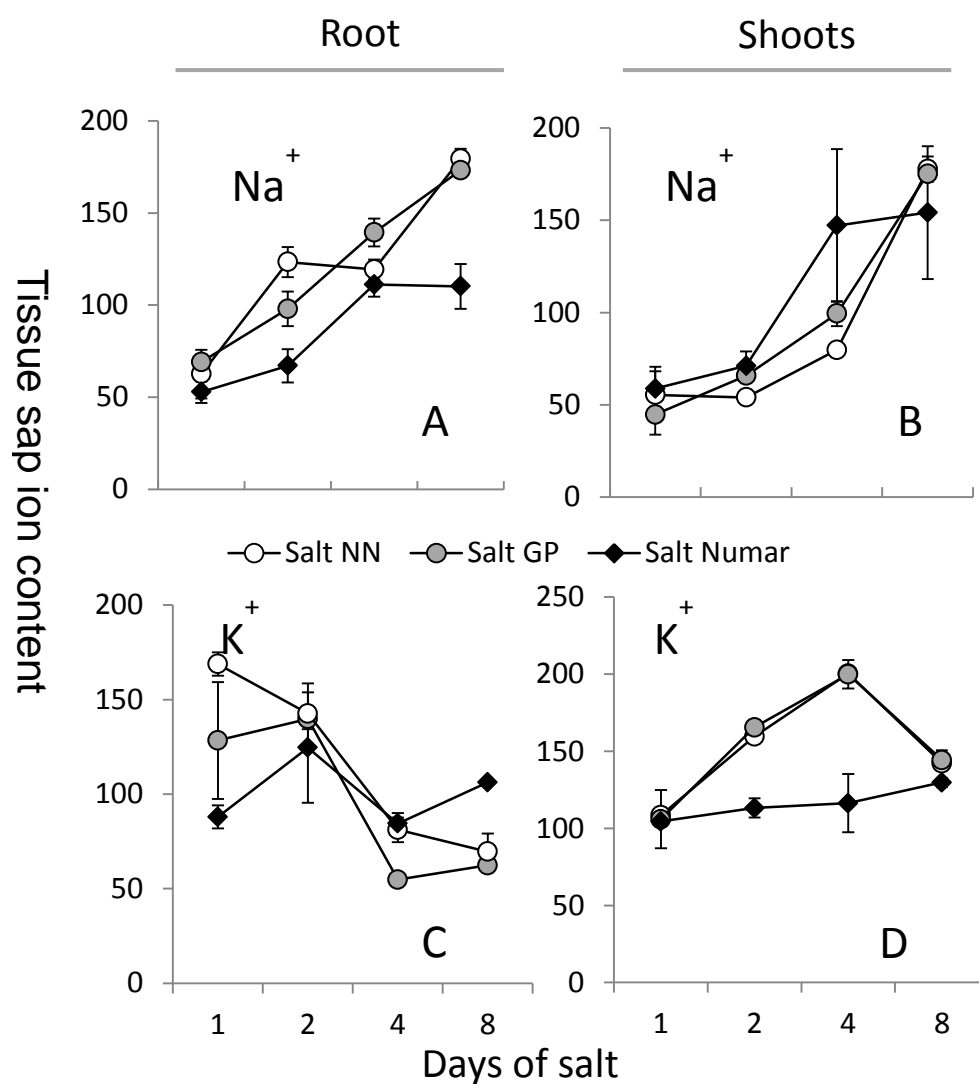 Root
Shoots
Tissue sap ion content
200
150
100
50
0
Na+
A
200
150
100
50
0
Na+
B
Salt NN
Salt GP
Salt Numar
200
150
100
50
0
K+
C
1 2 4 8
250
200
150
100
50
0
K+
D
1 2 4 8
Days of salt